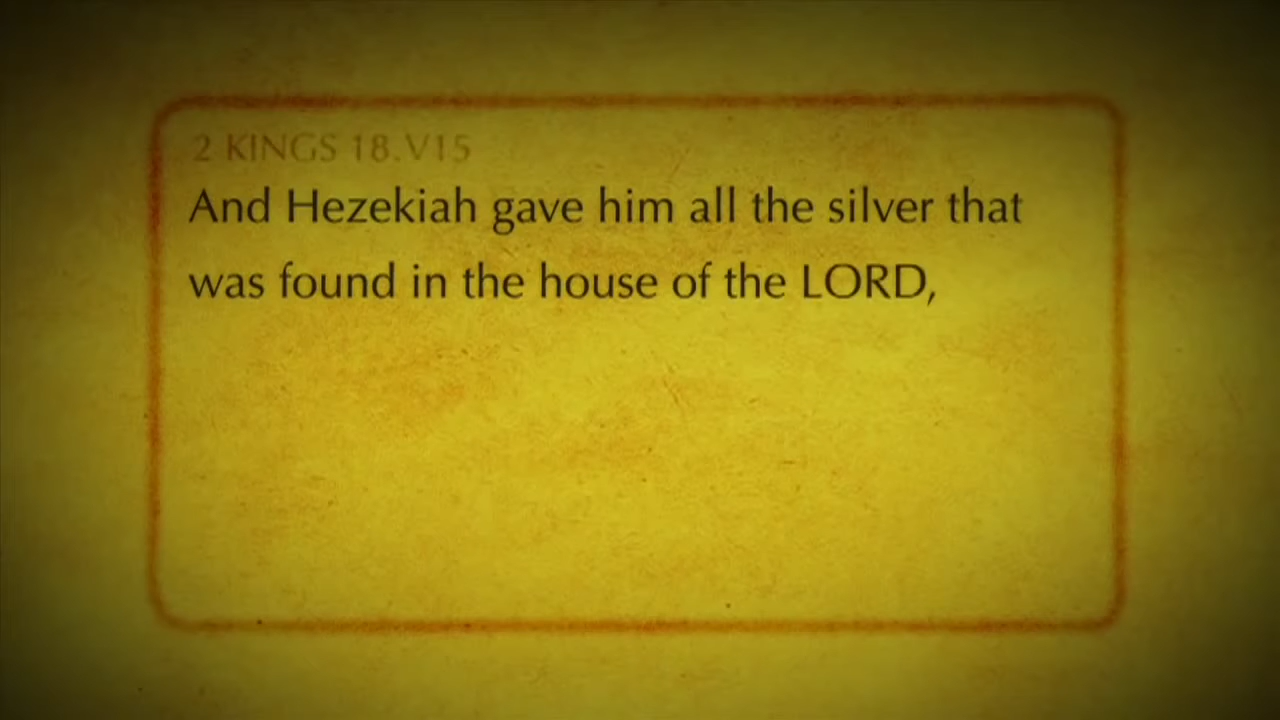 2 KINGS 18.V15
And Hezekiah gave him all the silver that
was found in the house of the LORD,